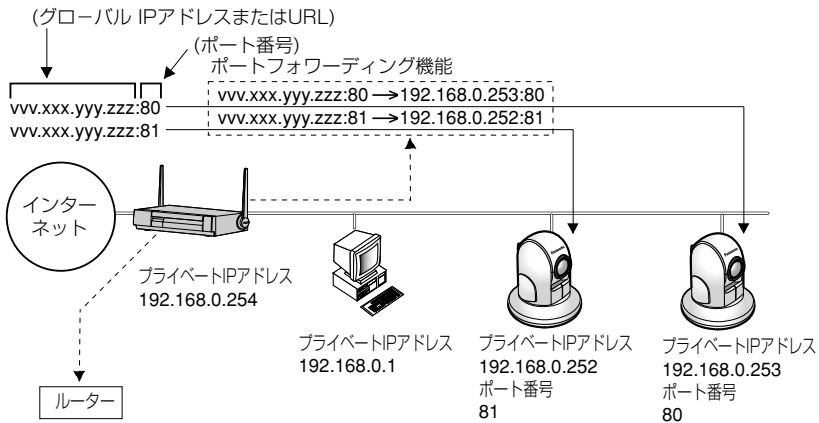 (グローバル IPアドレスまたはURL)
(ポート番号)
ポートフォワーディング機能
vvv.xxx.yyy.zzz:80
vvv.xxx.yyy.zzz:81
vvv.xxx.yyy.zzz:80→192.168.0.253:80
vvv.xxx.yyy.zzz:81→192.168.0.252:81
インター
ネット
プライベートIPアドレス
192.168.0.254
ルーター
プライベートIPアドレス
192.168.0.1
Panasonic
プライベートIPアドレス
192.168.0.252
ポート番号
81
Panasonic
プライベートIPアドレス
192.168.0.253
ポート番号
80